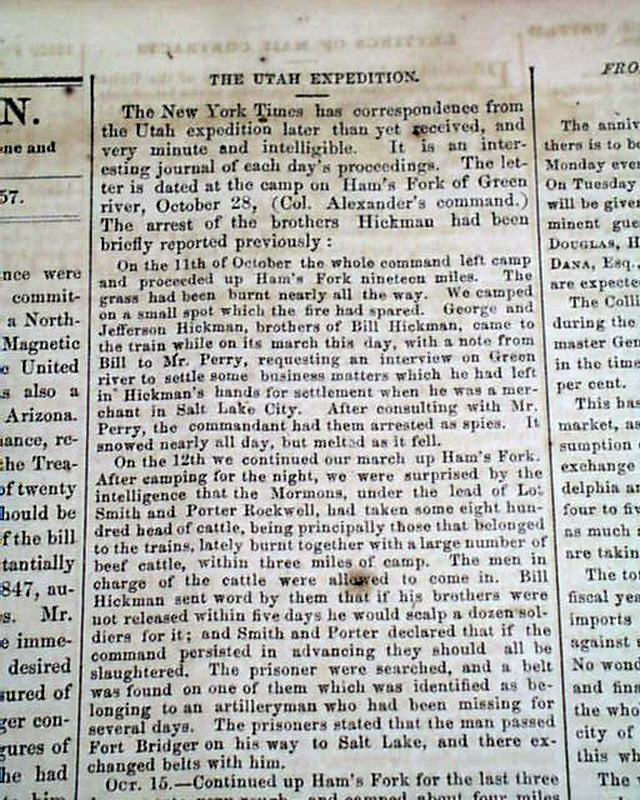 THE UTAH EXPEDITION.
The New York Times has correspondence from
the Utah expedition later than yet received, and
very minute and intelligible. It is an inter-
esting journal of each day's proceedings. The let-
ter is dated at the camp on Ham's Fork of Green
river, October 28, (Col. Alexander's command.)
The arrest of the brothers Hickman had been
briefly reported previously :
On the 11th of October the whole command left camp
and proceeded up Ham's Fork nineteen miles. The
grass had been burnt nearly all the way. We camped
on a small spot which the fire had spared. George and
Jefferson Hickman, brothers of Bill Hickman, came to
the train while on its march this day, with a note from
Bill to Mr. Perry, requesting an interview on Green
river to settle some business matters which he had left
in Hickman's hands for settlement when he was a mer-
chant in Salt Lake City. After consulting with Mr.
Perry, the commandant had them arrested as spies. It
snowed nearly all day, but melted as it fell.
On the 12th we continued our march up Ham's Fork.
After camping for the night, we were surprised by the
intelligence that the Mormons, under the lead of Lot
Smith and Porter Rockwell, had taken some eight hun-
dred head of cattle, being principally those that belonged
to the trains, lately burnt together with a large number of
beef cattle, within three miles of camp. The men in
charge of the cattle were allowed to come in. Bill
Hickman sent word by them that if his brothers were
not released within five days he would scalp a dozen sol-
diers for it; and Smith and Porter declared that if the
command persisted in advancing they should all be
slaughtered. The prisoner were searched, and a belt
was found on one of them which was identified as be-
longing to an artilleryman who had been missing for
several days. The prisoners stated that the man passed
Fort Bridger on his way to Salt Lake, and there ex-
changed belts with him.
Oct. 15.—Continued up Ham's Fork for the last three
and camped about four miles
N.
ene and
57.
nce were
commit-
a North-
Magnetic
United
as also a
Arizona.
nance, re-
the Trea-
of twenty
hould be
f the bill
tantially
847, au-
s. Mr.
e imme-
desired
sured of
ger con-
gures of
he had
him
FRO
The anniv
thers is to be
Monday eve
On Tuesday
will be give
minent gue
DOUGLAS, H
DANA, Esq.,
are expecte
The Colli
during the
master Gen
in the time
per cent.
This has
market, as
sumption
exchange
delphia an
four to fiv
as much
are takin
The to
fiscal yea
imports
against
No wond
and finn
the who
city of
this wh
The